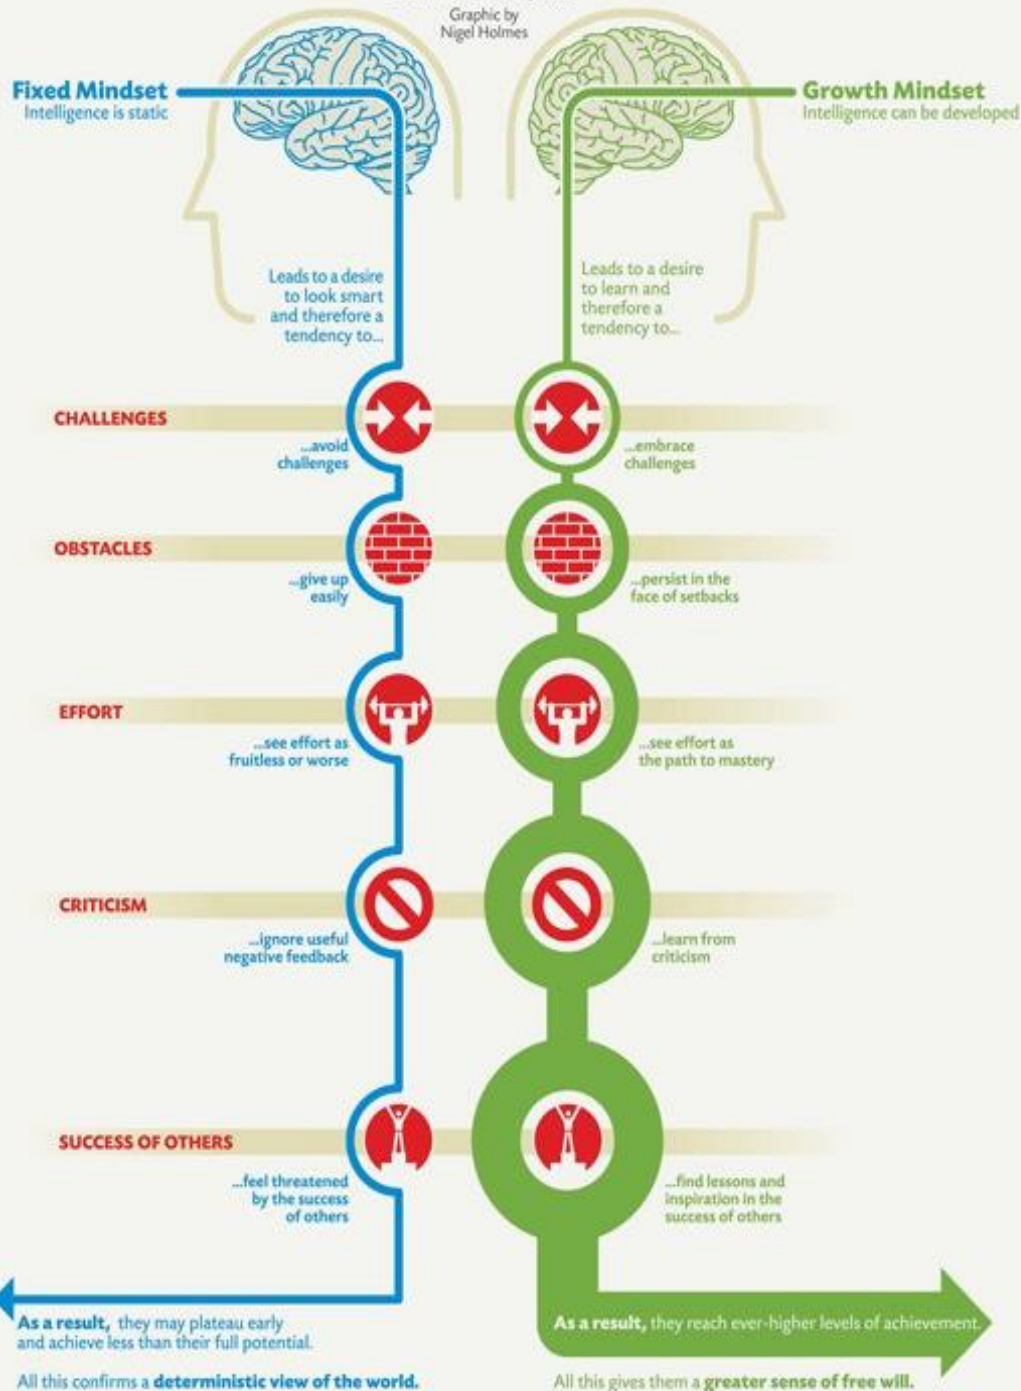 Graphic by
Nigel Holmes
Fixed Mindset
Intelligence is static
Growth Mindset
Intelligence can be developed
Leads to a desire
to look smart
and therefore a
tendency to...
Leads to a desire
to learn and
therefore a
tendency to...
CHALLENGES
...avoid
challenges
...embrace
challenges
OBSTACLES
...give up
easily
...persist in the
face of setbacks
EFFORT
...see effort as
fruitless or worse
...see effort as
the path to mastery
CRITICISM
...ignore useful
negative feedback
...learn from
criticism
SUCCESS OF OTHERS
...feel threatened
by the success
of others
...find lessons and
inspiration in the
success of others
As a result, they may plateau early
and achieve less than their full potential.
All this confirms a deterministic view of the world.
As a result, they reach ever-higher levels of achievement.
All this gives them a greater sense of free will.